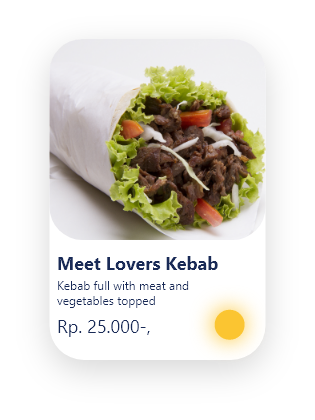 Meet Lovers Kebab
Kebab full with meat and
vegetables topped
Rp. 25.000-,